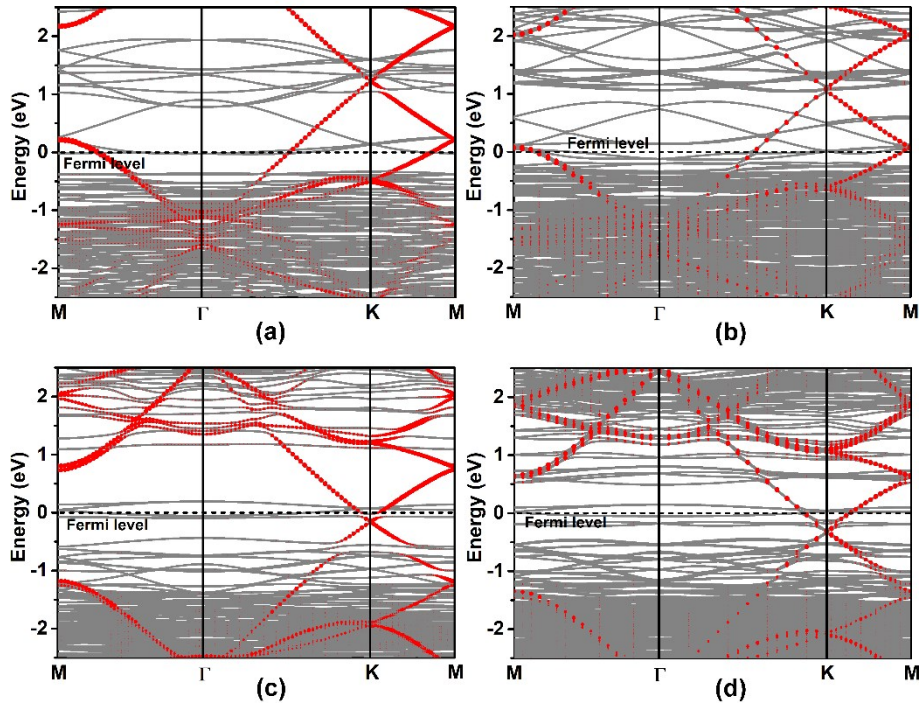 2
1
0
-1
-2
Energy (eV)
Fermi level
M Γ K M
(a)
2
1
0
-1
-2
Energy (eV)
Fermi level
M Γ K M
(b)
2
1
0
-1
-2
Energy (eV)
Fermi level
M Γ K M
(c)
2
1
0
-1
-2
Energy (eV)
Fermi level
M Γ K M
(d)